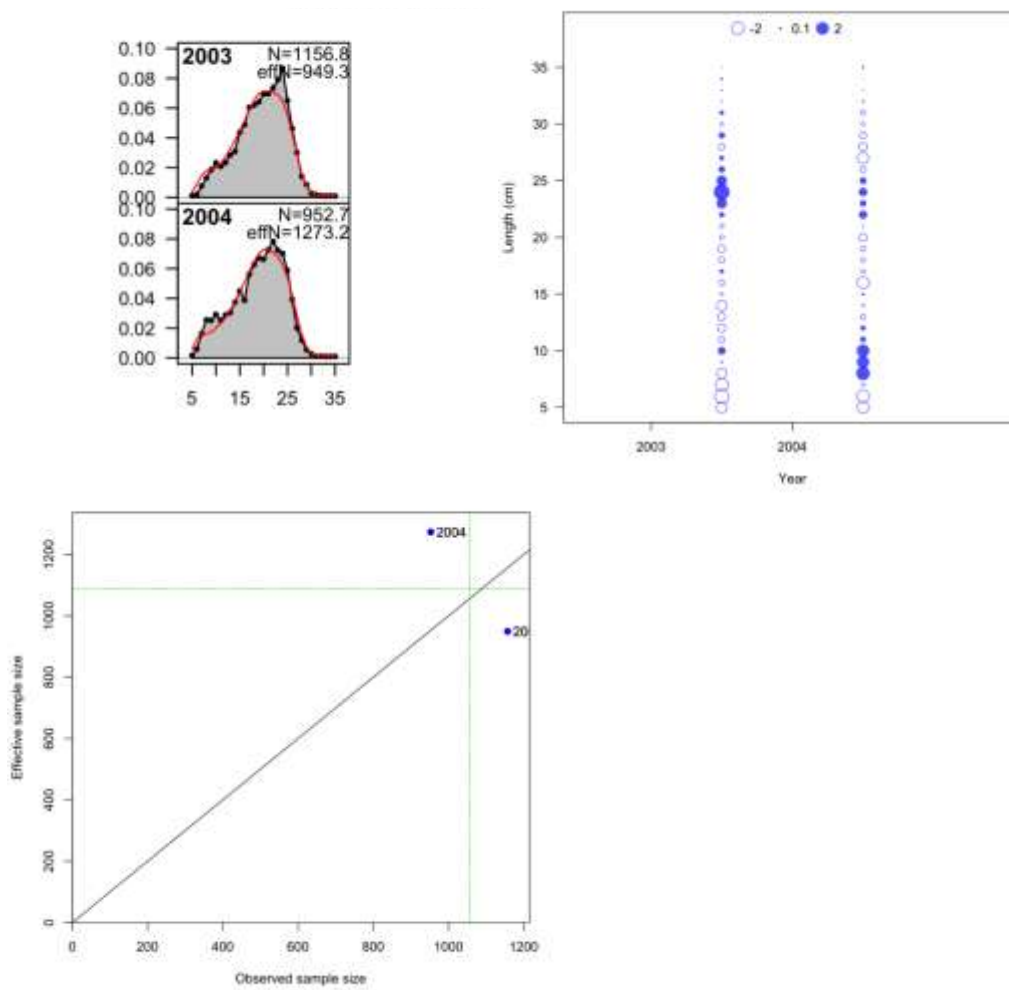 0.10
2003
N=1156.8
effN=949.3
0.08
0.06
0.04
0.02
0.00
0.10
2004
N=952.7
effN=1273.2
0.08
0.06
0.04
0.02
0.00
5 15 25 35
-2 0.1 2
35
30
25
20
15
10
5
Length (cm)
2003 2004
Year
2004
20
1200
1000
800
600
400
200
0
Effective sample size
0 200 400 600 800 1000 1200
Observed sample size